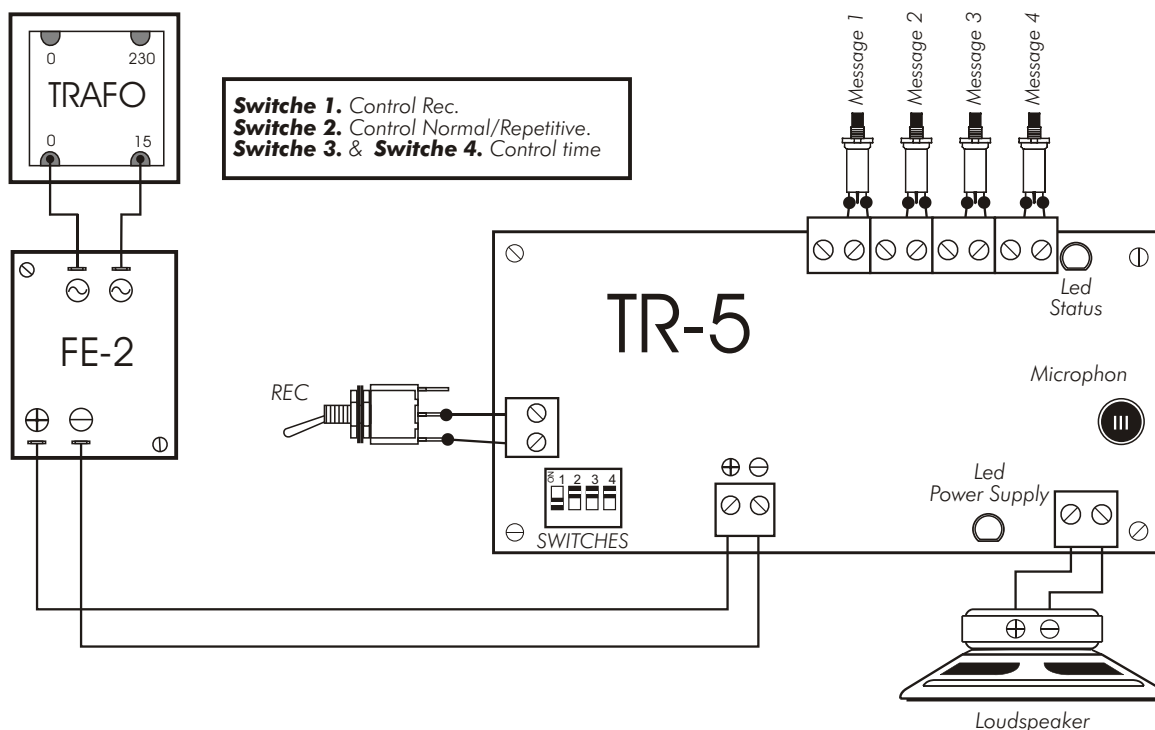 0 230
TRAFO
0 15
Switche 1. Control Rec.
Switche 2. Control Normal/Repetitive.
Switche 3. & Switche 4. Control time
Message 1
Message 2
Message 3
Message 4
FE-2
TR-5
Led
Status
Microphon
REC
ON
1 2 3 4
SWITCHES
Led
Power Supply
Loudspeaker